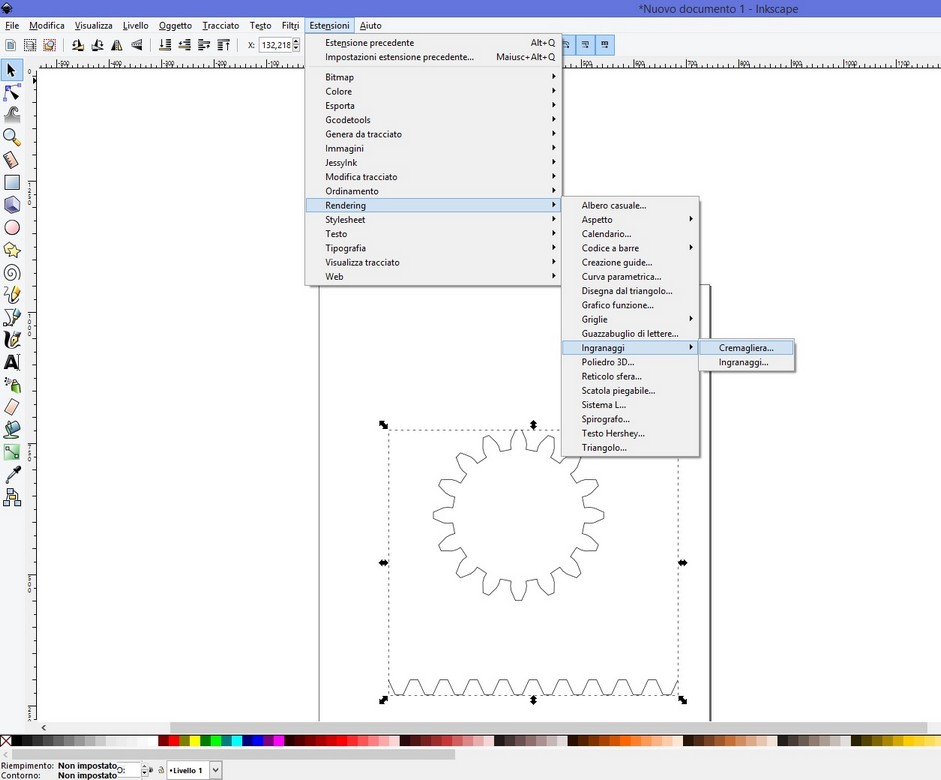 *Nuovo documento 1 - Inkscape
File Modifica Visualizza Livello Oggetto Tracciato Testo Filtri Estensioni Aiuto
X: 132,218
Estensione precedente Alt+Q
Impostazioni estensione precedente... Maiusc+Alt+Q
Bitmap
Colore
Esporta
Gcodetools
Genera da tracciato
Immagini
JessyInk
Modifica tracciato
Ordinamento
Rendering
Stylesheet
Testo
Tipografia
Visualizza tracciato
Web
Albero casuale...
Aspetto
Calendario...
Codice a barre
Creazione guide...
Curva parametrica...
Disegna dal triangolo...
Grafico funzione...
Griglie
Guazzabuglio di lettere...
Ingranaggi
Poliedro 3D...
Reticolo sfera...
Scatola piegabile...
Sistema L...
Spirografo...
Testo Hershey...
Triangolo...
Cremagliera...
Ingranaggi...
Riempimento: Non impostato
Contorno: Non impostato O:
•Livello 1